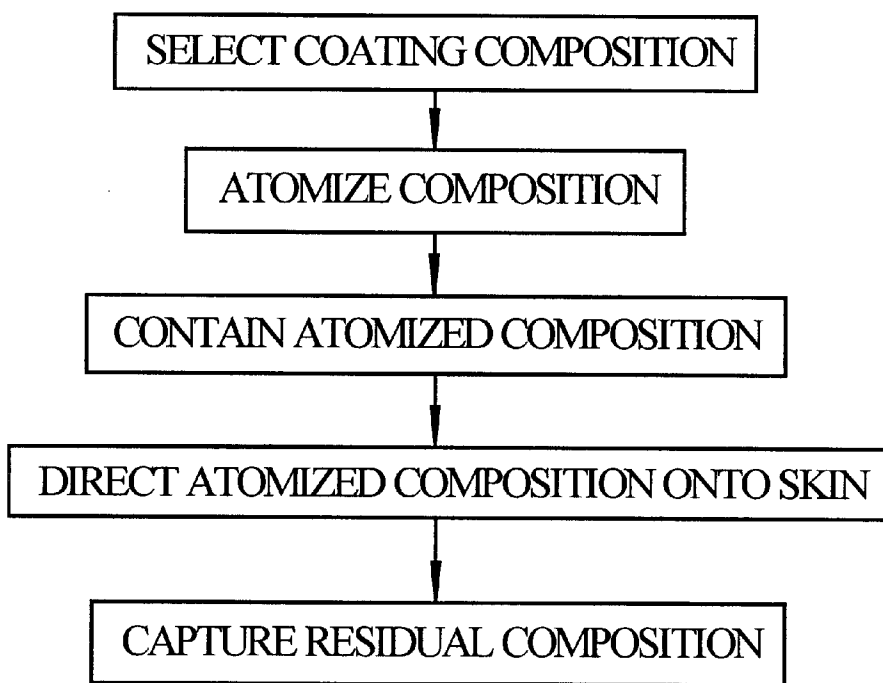 SELECT COATING COMPOSITION
ATOMIZE COMPOSITION
CONTAIN ATOMIZED COMPOSITION
DIRECT ATOMIZED COMPOSITION ONTO SKIN
CAPTURE RESIDUAL COMPOSITION